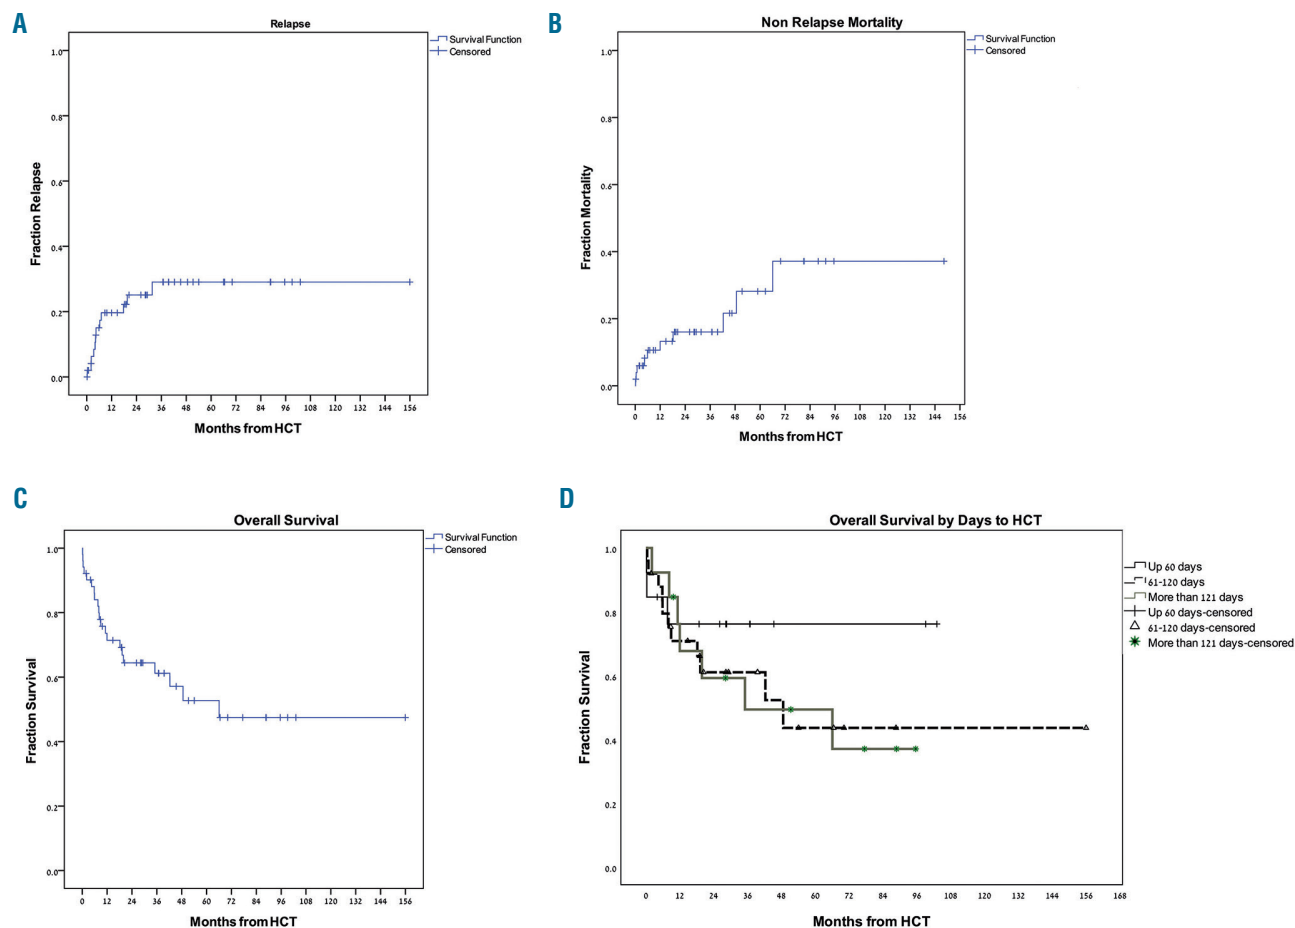 A
Relapse
Survival Function
Censored
1.0
0.8
0.6
0.4
0.2
0.0
Fraction Relapse
0 12 24 36 48 60 72 84 96 108 120 132 144 156
Months from HCT
B
Non Relapse Mortality
Survival Function
Censored
1.0
0.8
0.6
0.4
0.2
0.0
Fraction Mortality
0 12 24 36 48 60 72 84 96 108 120 132 144 156
Months from HCT
C
Overall Survival
Survival Function
Censored
1.0
0.8
0.6
0.4
0.2
0.0
Fraction Survival
0 12 24 36 48 60 72 84 96 108 120 132 144 156
Months from HCT
D
Overall Survival by Days to HCT
Up 60 days
61-120 days
More than 121 days
Up 60 days-censored
61-120 days-censored
More than 121 days-censored
1.0
0.8
0.6
0.4
0.2
0.0
Fraction Survival
0 12 24 36 48 60 72 84 96 108 120 132 144 156 168
Months from HCT